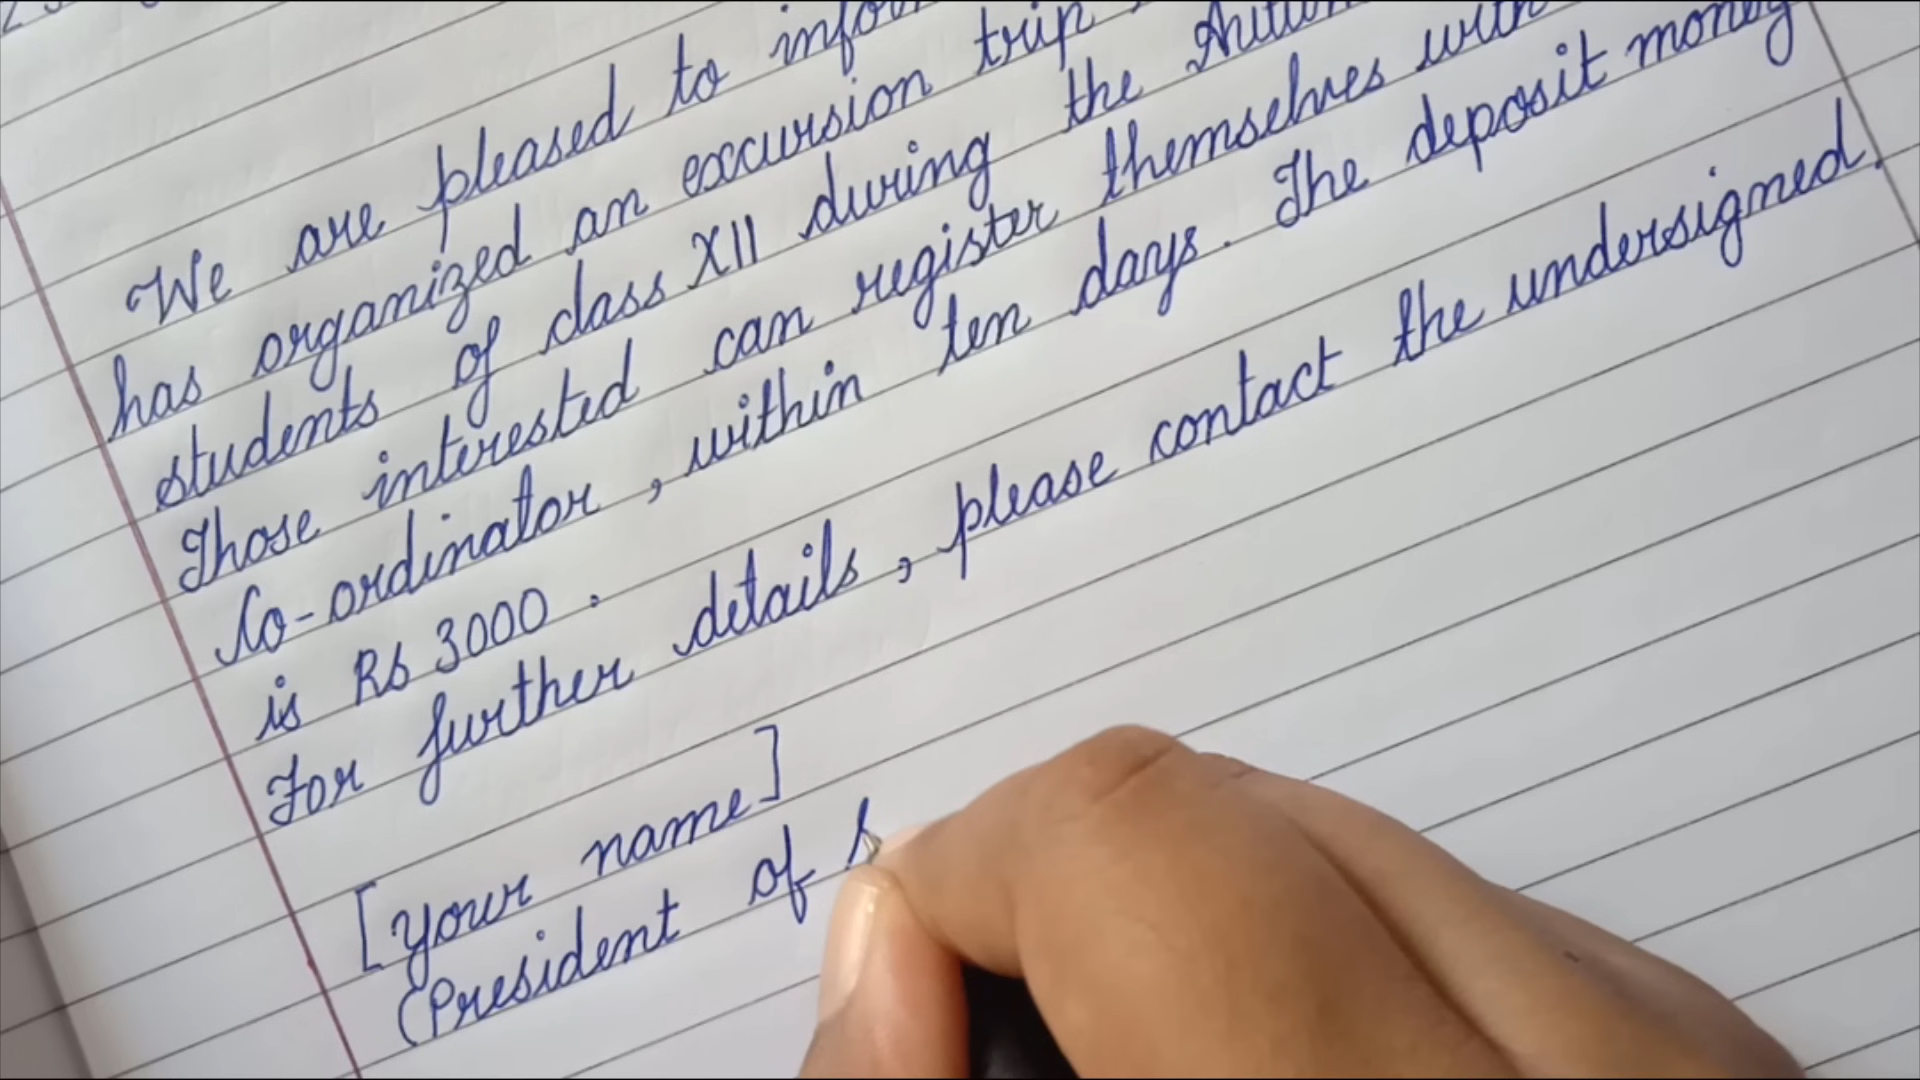 We are pleased to
has organized an excursion trip
students of class XII during the
Those interested can register themselves with
Co-ordinator, within ten days. The deposit money
is Rs 3000.
For further details, please contact the undersigned.
[your name]
(President of